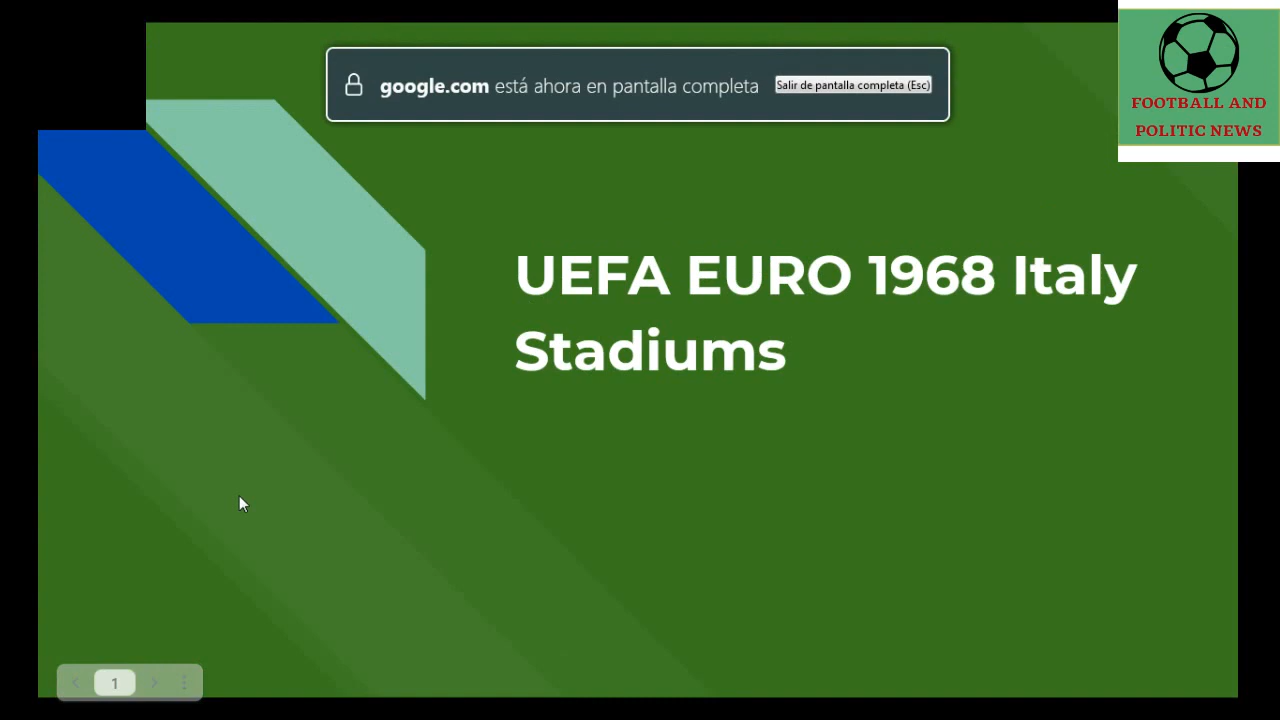 google.com está ahora en pantalla completa Salir de pantalla completa (Esc)
FOOTBALL AND
POLITIC NEWS
UEFA EURO 1968 Italy
Stadiums
1